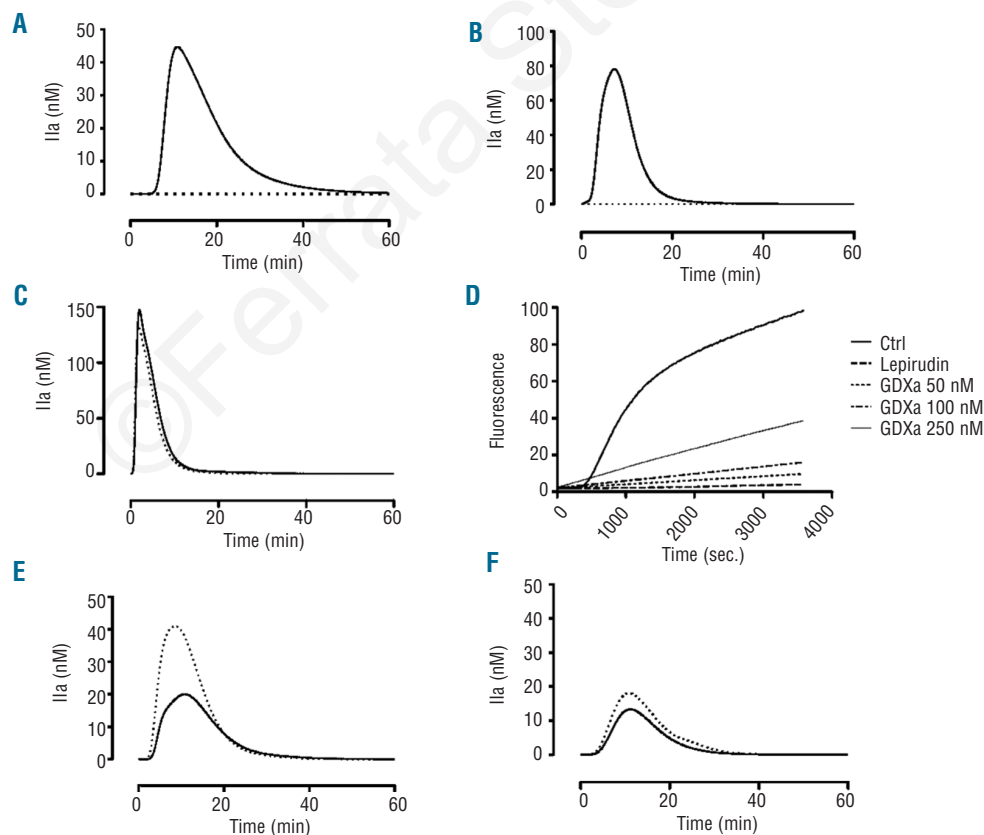 A
IIa (nM)
50
40
30
20
10
0
0 20 40 60
Time (min)
B
IIa (nM)
100
80
60
40
20
0
0 20 40 60
Time (min)
C
IIa (nM)
150
100
50
0
0 20 40 60
Time (min)
D
Fluorescence
100
80
60
40
20
0
0 1000 2000 3000 4000
Time (sec.)
Ctrl
Lepirudin
GDXa 50 nM
GDXa 100 nM
GDXa 250 nM
E
IIa (nM)
50
40
30
20
10
0
0 20 40 60
Time (min)
F
IIa (nM)
50
40
30
20
10
0
0 20 40 60
Time (min)
©Ferrata Sto